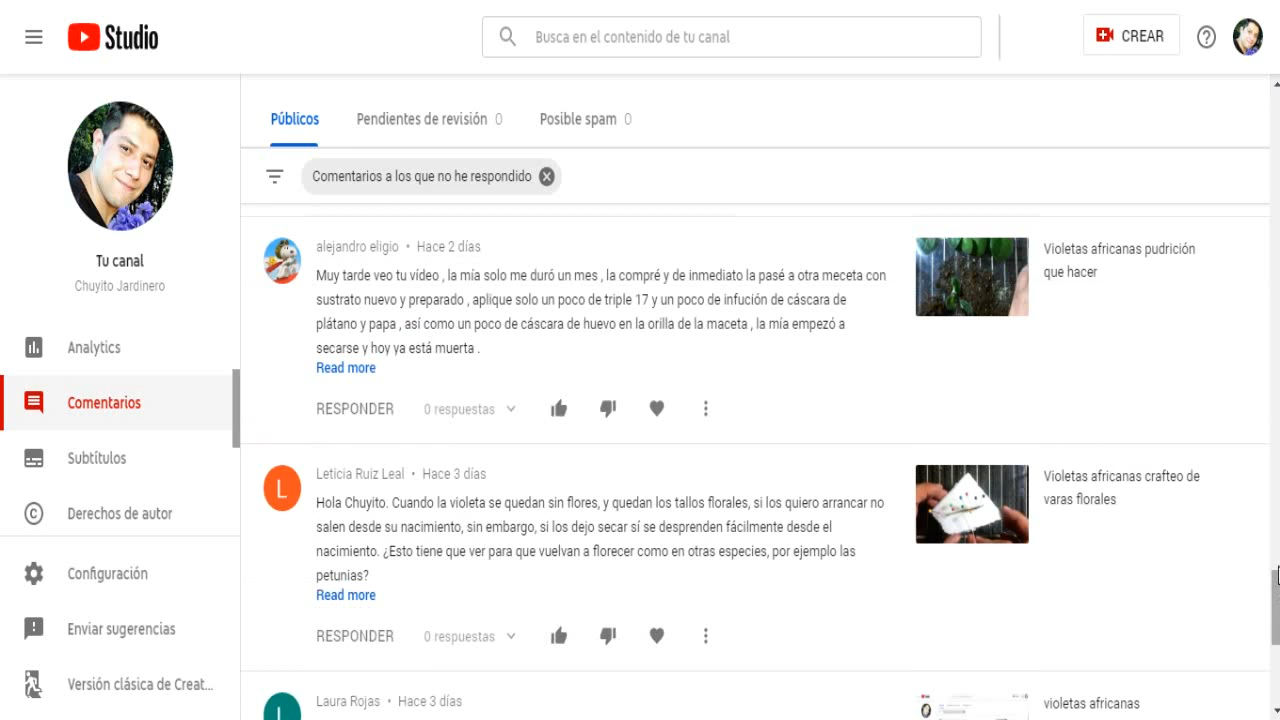 Studio
Busca en el contenido de tu canal
CREAR
Tu canal
Chuyito Jardinero
Analytics
Comentarios
Subtítulos
Derechos de autor
Configuración
Enviar sugerencias
Versión clásica de Creat...
Públicos
Pendientes de revisión 0
Posible spam 0
Comentarios a los que no he respondido
alejandro eligio • Hace 2 días
Muy tarde veo tu vídeo , la mía solo me duró un mes , la compré y de inmediato la pasé a otra meceta con
sustrato nuevo y preparado , aplique solo un poco de triple 17 y un poco de infución de cáscara de
plátano y papa , así como un poco de cáscara de huevo en la orilla de la maceta , la mía empezó a
secarse y hoy ya está muerta .
Read more
RESPONDER 0 respuestas
Violetas africanas pudrición
que hacer
L
Leticia Ruiz Leal • Hace 3 días
Hola Chuyito. Cuando la violeta se quedan sin flores, y quedan los tallos florales, si los quiero arrancar no
salen desde su nacimiento, sin embargo, si los dejo secar sí se desprenden fácilmente desde el
nacimiento. ¿Esto tiene que ver para que vuelvan a florecer como en otras especies, por ejemplo las
petunias?
Read more
RESPONDER 0 respuestas
Violetas africanas crafteo de
varas florales
L
Laura Rojas • Hace 3 días
violetas africanas